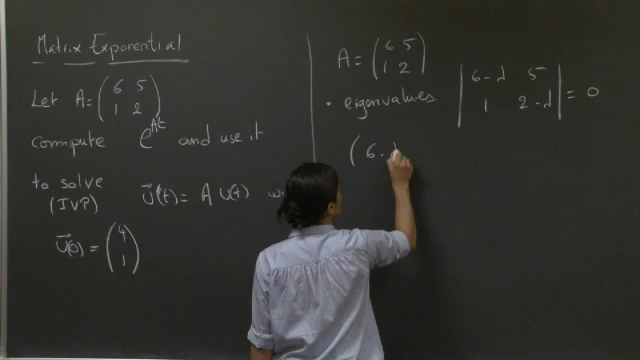 Matrix Exponential
Let A = ( 6 5
1 2 )
compute e^{At} and use it
to solve
(IVP) u⃗'(t) = A u(t) w
u⃗(0) = ( 4
1 )
A = ( 6 5
1 2 )
• eigenvalues | 6-λ 5
1 2-λ | = 0
( 6 - λ